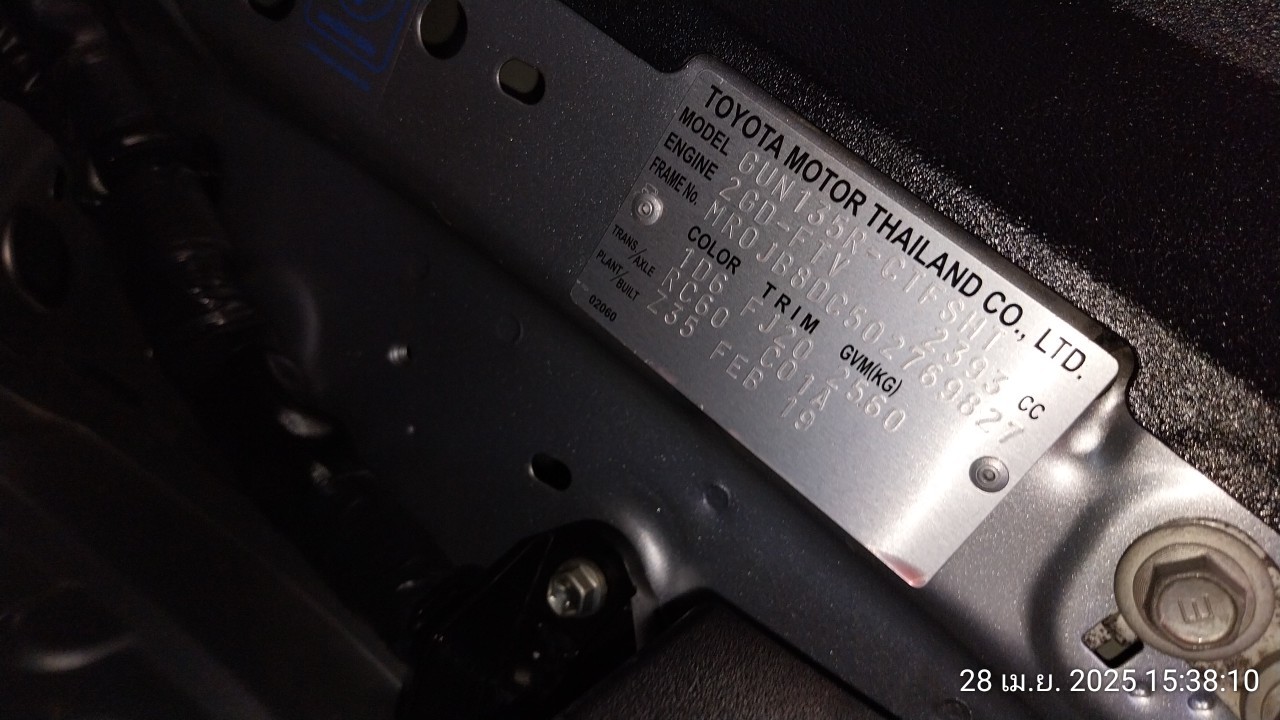 TOYOTA MOTOR THAILAND CO., LTD.
MODEL GUN135R-CTFSHT
ENGINE 2GD-FTV 2393 CC
FRAME No. MR0JB8DC502769827
COLOR TRIM GVM(KG)
1D6 FJ20 -560
TRANS/AXLE RC60 C01A
PLANT/BUILT Z35 FEB 19
02060
28 เม.ย. 2025 15:38:10